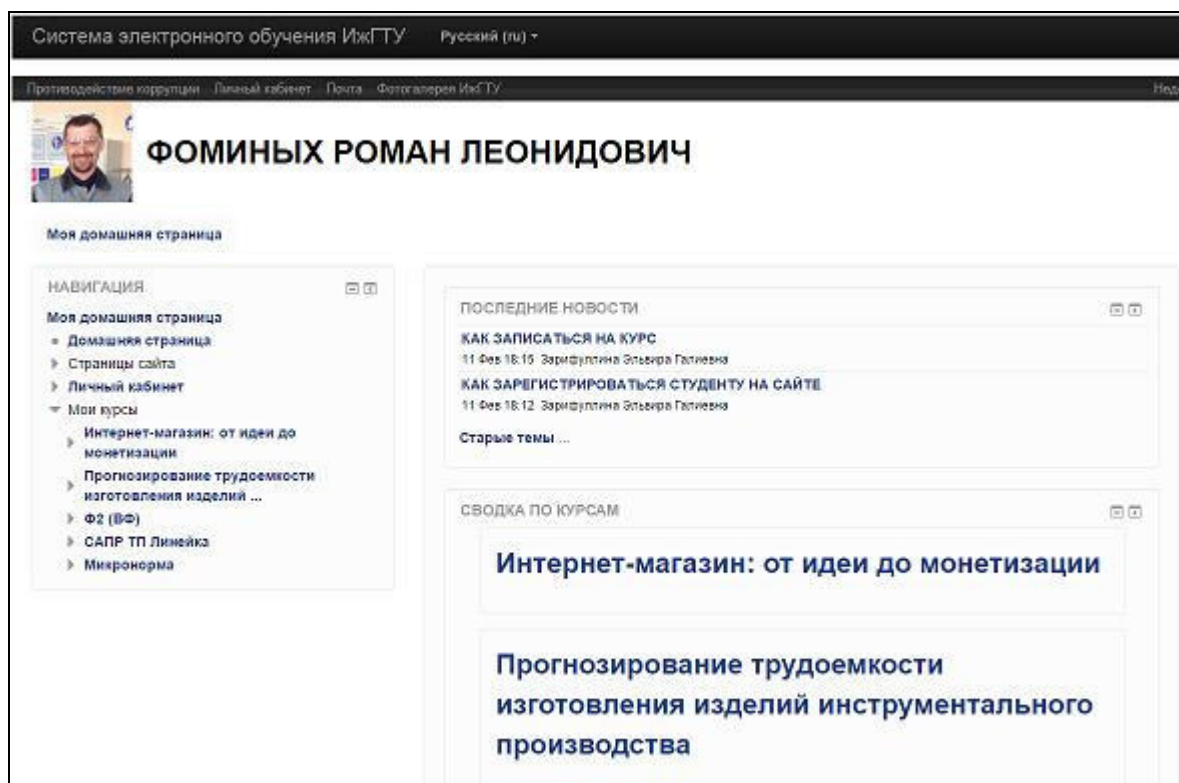 Система электронного обучения ИжГТУ Русский (ru)
Противодействие коррупции Личный кабинет Почта Фотогалерея ИжГТУ
ФОМИНЫХ РОМАН ЛЕОНИДОВИЧ
Моя домашняя страница
НАВИГАЦИЯ
Моя домашняя страница
Домашняя страница
Страницы сайта
Личный кабинет
Мои курсы
Интернет-магазин: от идеи до
монетизации
Прогнозирование трудоемкости
изготовления изделий ...
Ф2 (ВФ)
САПР ТП Линейка
Микронорма
ПОСЛЕДНИЕ НОВОСТИ
КАК ЗАПИСАТЬСЯ НА КУРС
11 Фев 18:15 Зарифуллина Эльвира Галиевна
КАК ЗАРЕГИСТРИРОВАТЬСЯ СТУДЕНТУ НА САЙТЕ
11 Фев 18:12 Зарифуллина Эльвира Галиевна
Старые темы ...
СВОДКА ПО КУРСАМ
Интернет-магазин: от идеи до монетизации
Прогнозирование трудоемкости
изготовления изделий инструментального
производства